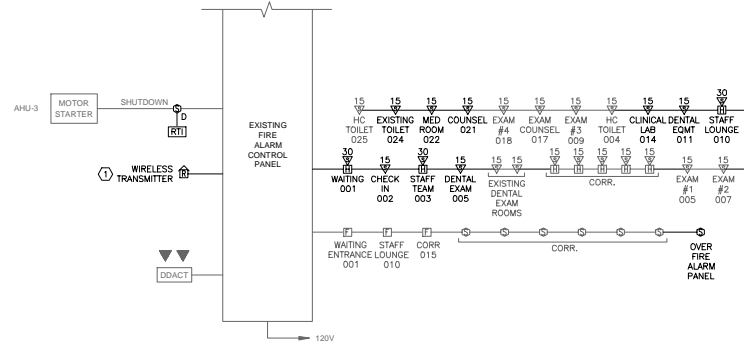 AHU-3
MOTOR
STARTER
SHUTDOWN
S
D
RTI
1
WIRELESS
TRANSMITTER
R
DDACT
EXISTING
FIRE
ALARM
CONTROL
PANEL
120V
15 15 15 15 15 15 15 15 15 15 30
HC
TOILET
025
EXISTING
TOILET
024
MED
ROOM
022
COUNSEL
021
EXAM
#4
018
EXAM
COUNSEL
017
EXAM
#3
009
HC
TOILET
004
CLINICAL
LAB
014
DENTAL
EQMT
011
H
STAFF
LOUNGE
010
30 15 30 15 15 15 15 15 15 15 15 15 15
H H H H H H H
WAITING
001
CHECK
IN
002
STAFF
TEAM
003
DENTAL
EXAM
005
EXISTING
DENTAL
EXAM
ROOMS
CORR.
EXAM
#1
005
EXAM
#2
007
F F F S S S S S S S
WAITING
ENTRANCE
001
STAFF
LOUNGE
010
CORR
015
CORR.
OVER
FIRE
ALARM
PANEL